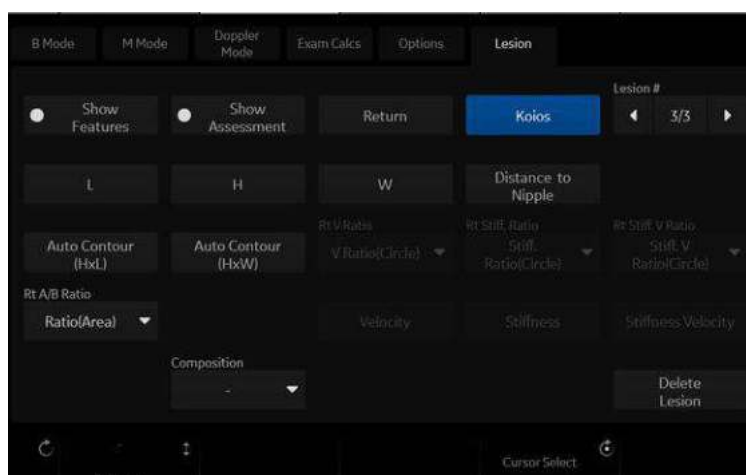 B Mode
M Mode
Doppler
Mode
Exam Calcs
Options
Lesion
Lesion #
Show
Features
Show
Assessment
Return
Koios
3/3
L
H
W
Distance to
Nipple
Rt V Ratio
Rt Stiff. Ratio
Rt Stiff. V Ratio
Auto Contour
(HxL)
Auto Contour
(HxW)
V Ratio(Circle)
Stiff.
Ratio(Circle)
Stiff. V
Ratio(Circle)
Rt A/B Ratio
Ratio(Area)
Velocity
Stiffness
Stiffness Velocity
Composition
-
Delete
Lesion
Cursor Select